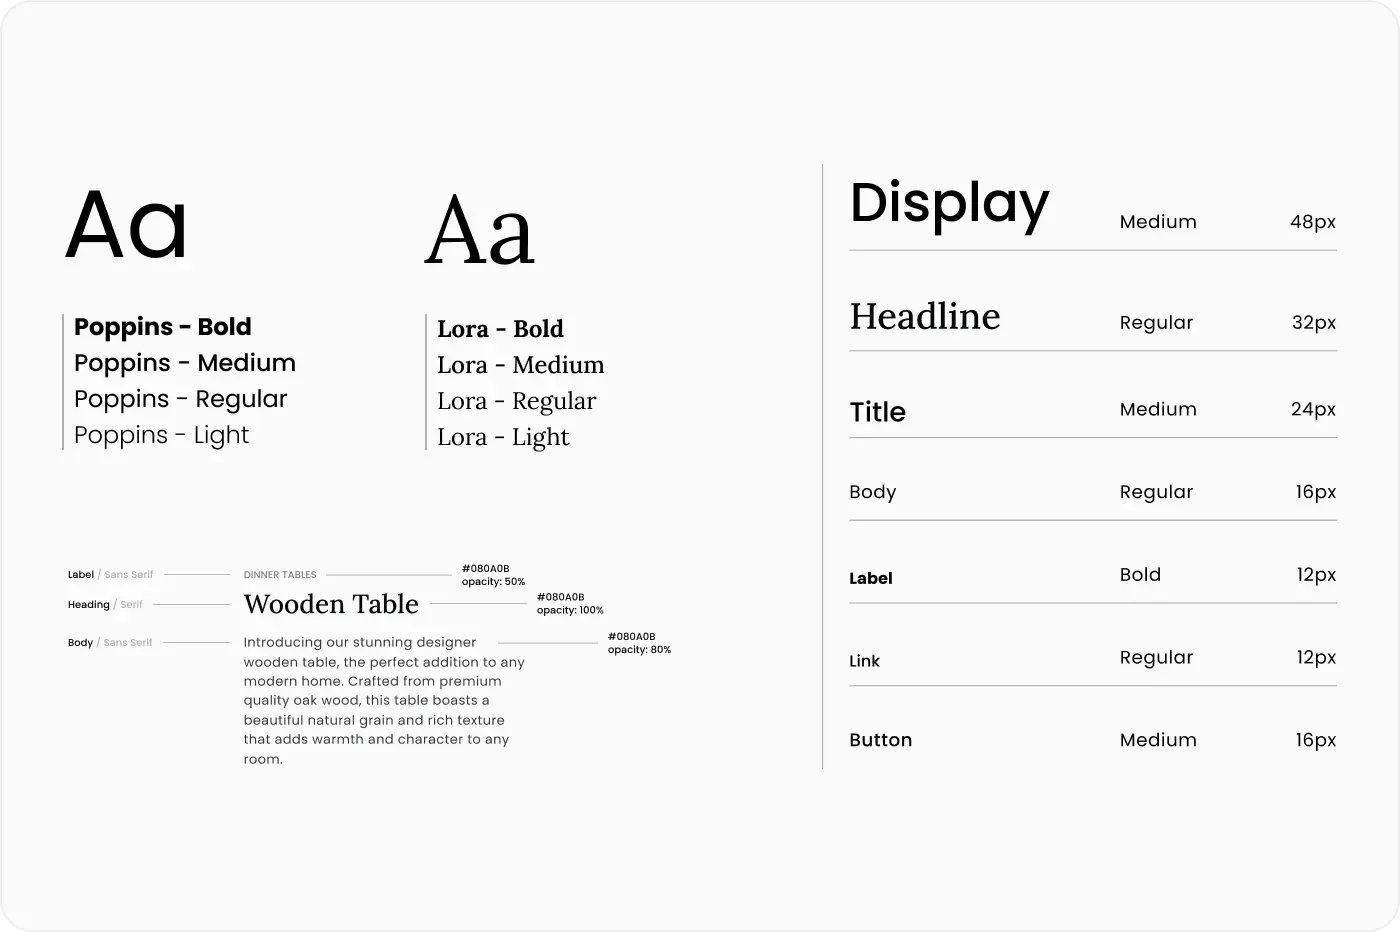 Aa
Poppins - Bold
Poppins - Medium
Poppins - Regular
Poppins - Light
Aa
Lora - Bold
Lora - Medium
Lora - Regular
Lora - Light
Label / Sans Serif
DINNER TABLES
#080A0B
opacity: 50%
Heading / Serif
Wooden Table
#080A0B
opacity: 100%
Body / Sans Serif
Introducing our stunning designer
wooden table, the perfect addition to any
modern home. Crafted from premium
quality oak wood, this table boasts a
beautiful natural grain and rich texture
that adds warmth and character to any
room.
#080A0B
opacity: 80%
Display Medium 48px
Headline Regular 32px
Title Medium 24px
Body Regular 16px
Label Bold 12px
Link Regular 12px
Button Medium 16px